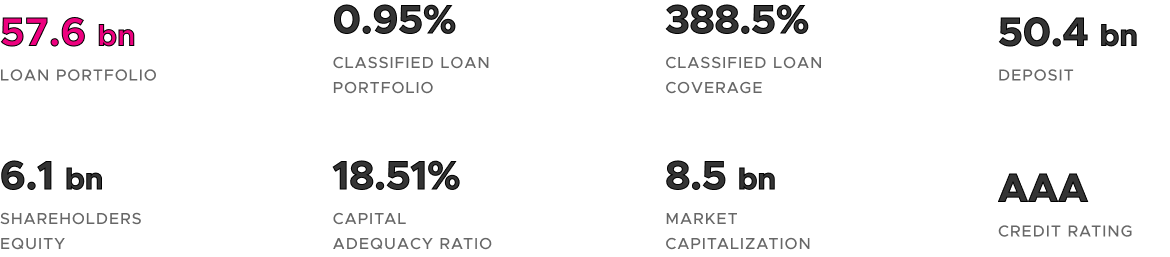 57.6 bn
LOAN PORTFOLIO
0.95%
CLASSIFIED LOAN
PORTFOLIO
388.5%
CLASSIFIED LOAN
COVERAGE
50.4 bn
DEPOSIT
6.1 bn
SHAREHOLDERS
EQUITY
18.51%
CAPITAL
ADEQUACY RATIO
8.5 bn
MARKET
CAPITALIZATION
AAA
CREDIT RATING